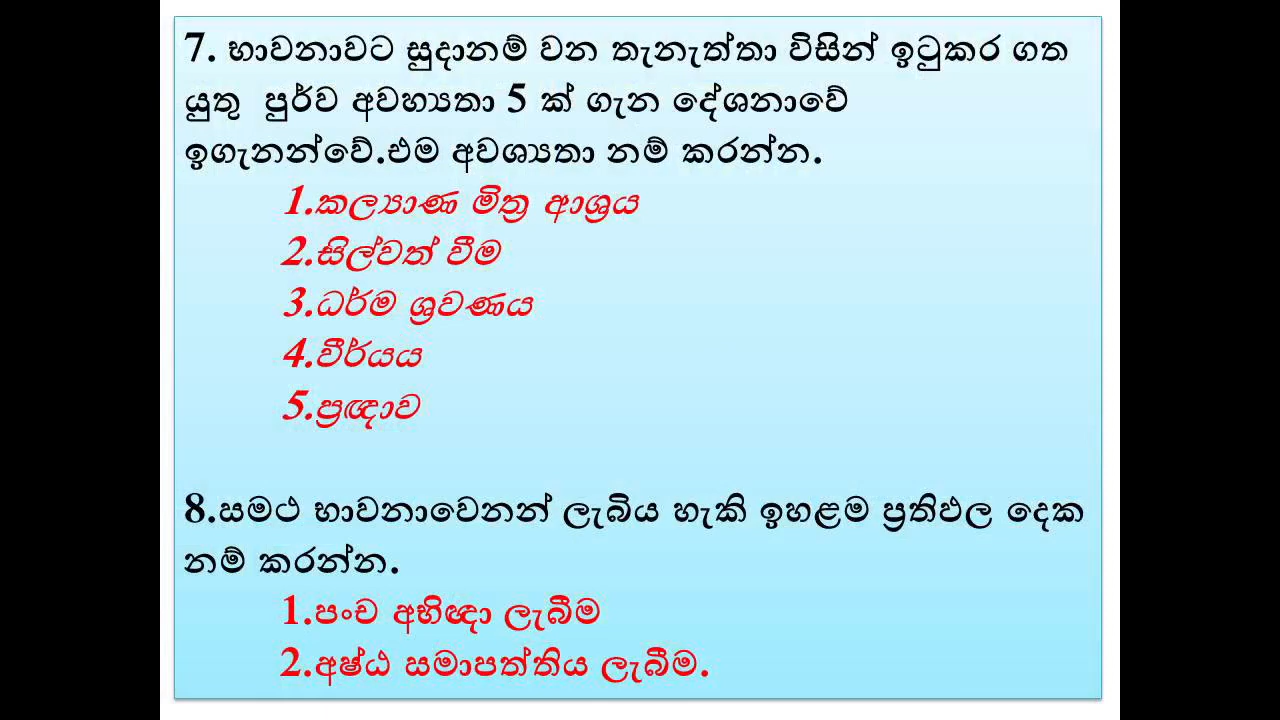 7. භාවනාවට සුදානම් වන තැනැත්තා විසින් ඉටුකර ගත
යුතු පුර්ව අවහ්‍යතා 5 ක් ගැන දේශනාවේ
ඉගැනන්වේ.එම අවශ්‍යතා නම් කරන්න.
1.කල්‍යාණ මිත්‍ර ආශ්‍රය
2.සිල්වත් වීම
3.ධර්ම ශ්‍රවණය
4.වීර්යය
5.ප්‍රඥාව
8.සමථ භාවනාවෙනන් ලැබිය හැකි ඉහළම ප්‍රතිඵල දෙක
නම් කරන්න.
1.පංච අභිඥා ලැබීම
2.අෂ්ඨ සමාපත්තිය ලැබීම.